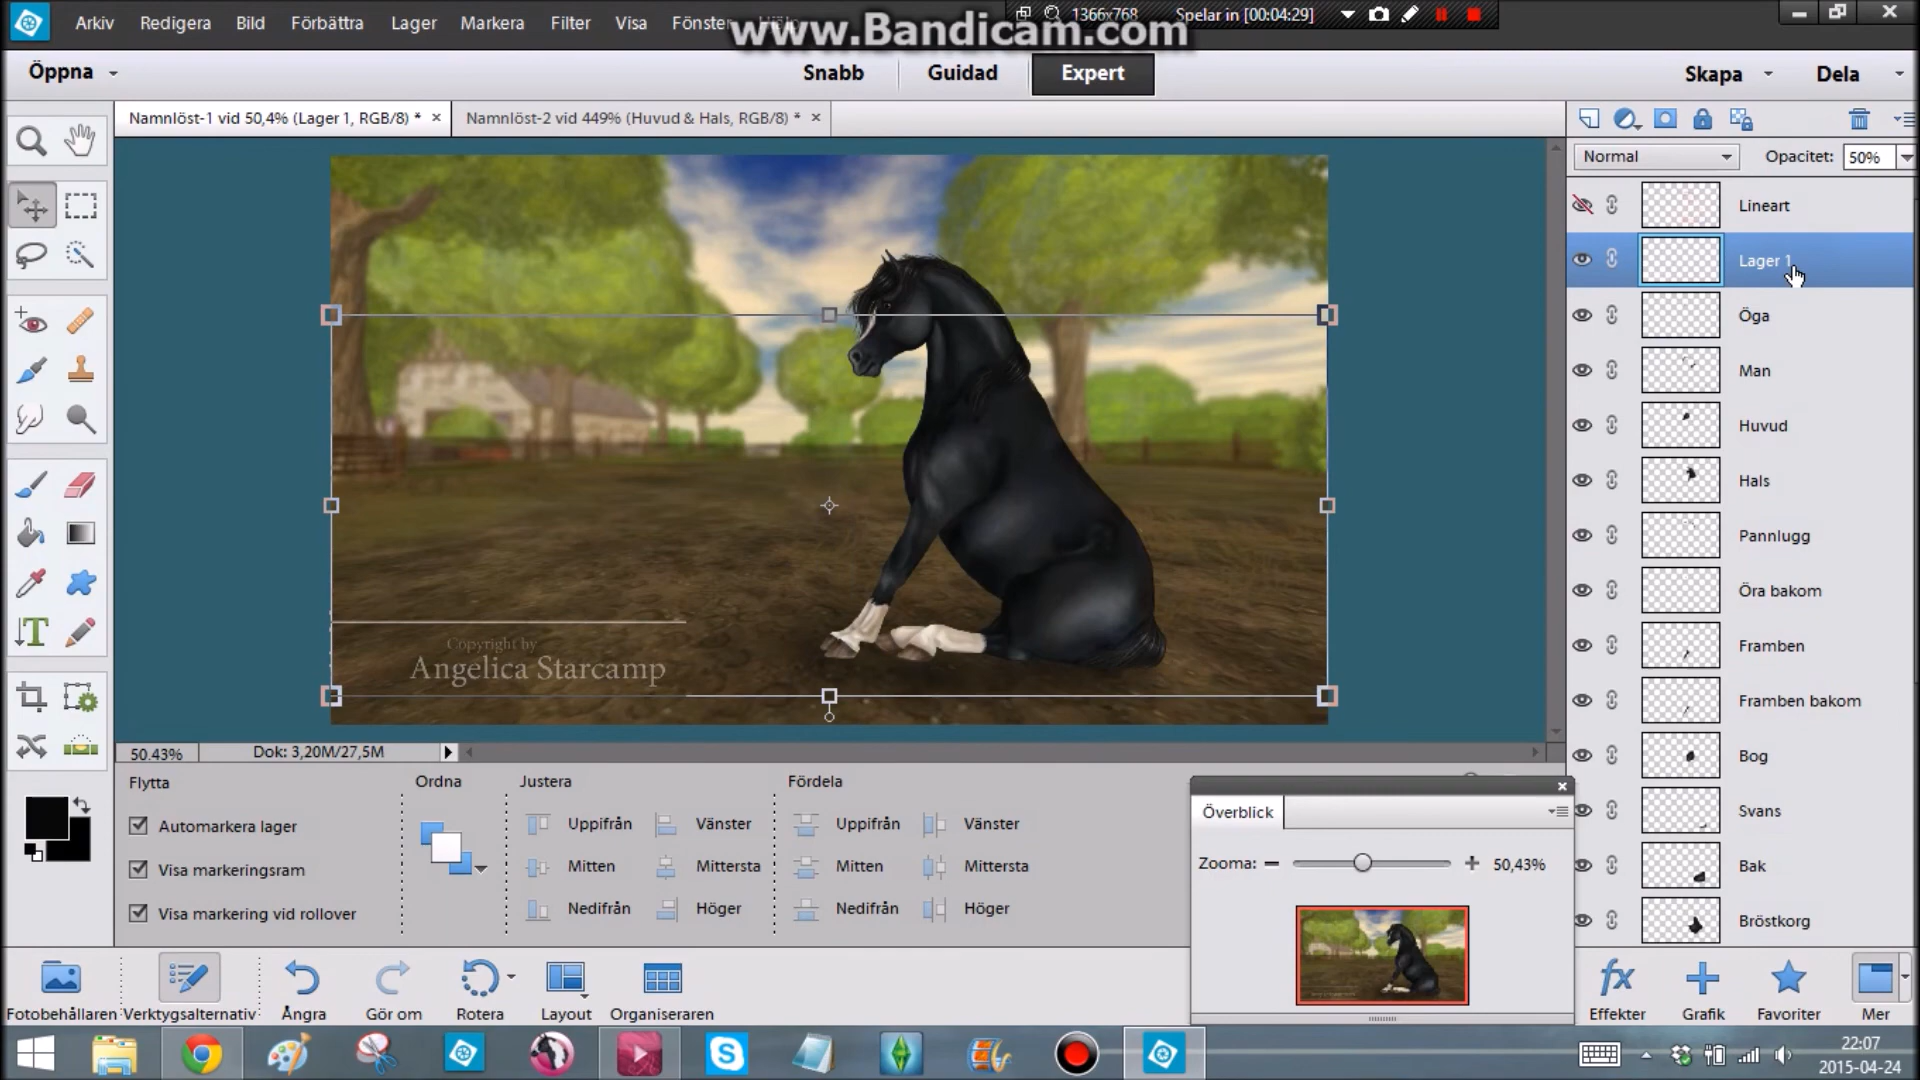 Arkiv Redigera Bild Förbättra Lager Markera Filter Visa Fönster Hjälp
1366x768 Spelar in [00:04:29]
www.Bandicam.com
Öppna Snabb Guidad Expert Skapa Dela
Namnlöst-1 vid 50,4% (Lager 1, RGB/8) * Namnlöst-2 vid 449% (Huvud & Hals, RGB/8) *
Normal Opacitet: 50%
Lineart
Lager 1
Öga
Man
Huvud
Hals
Pannlugg
Öra bakom
Framben
Framben bakom
Bog
Svans
Bak
Bröstkorg
Copyright by
Angelica Starcamp
50.43% Dok: 3,20M/27,5M
Flytta Ordna Justera Fördela
Automarkera lager Uppifrån Vänster Uppifrån Vänster
Visa markeringsram Mitten Mittersta Mitten Mittersta
Visa markering vid rollover Nedifrån Höger Nedifrån Höger
Överblick
Zooma: 50,43%
Fotobehållaren Verktygsalternativ Ångra Gör om Rotera Layout Organiseraren
Effekter Grafik Favoriter Mer
22:07
2015-04-24